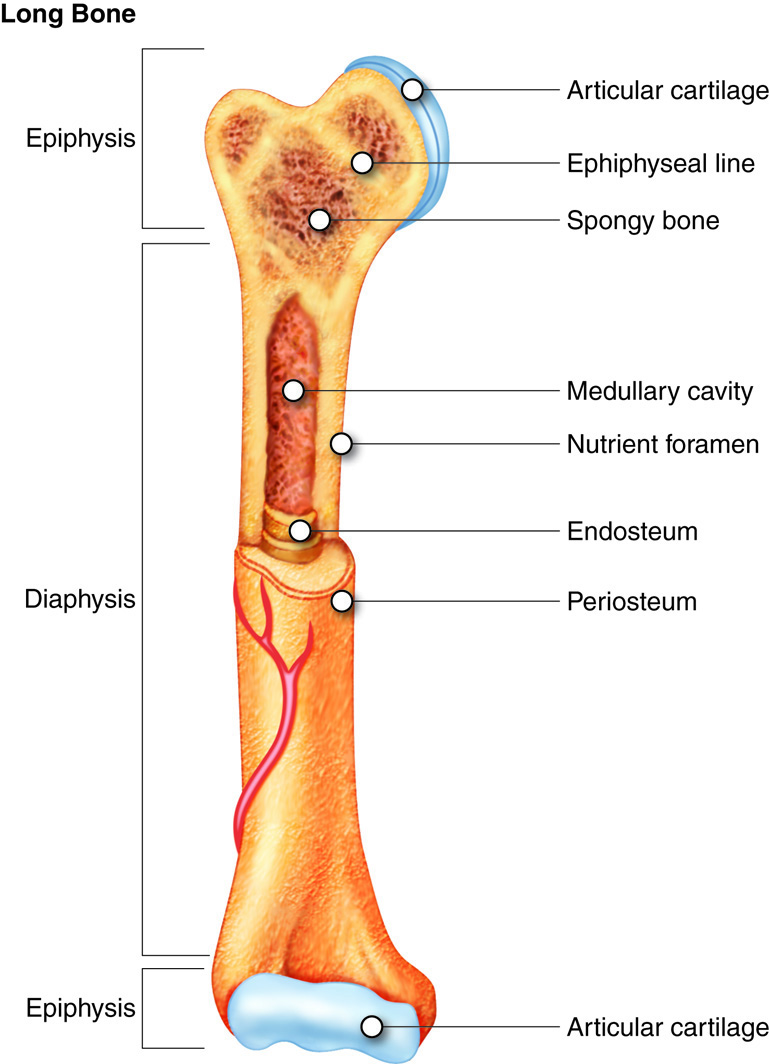 Long Bone
Articular cartilage
Epiphysis
Ephiphyseal line
Spongy bone
Medullary cavity
Nutrient foramen
Endosteum
Diaphysis
Periosteum
Epiphysis
Articular cartilage